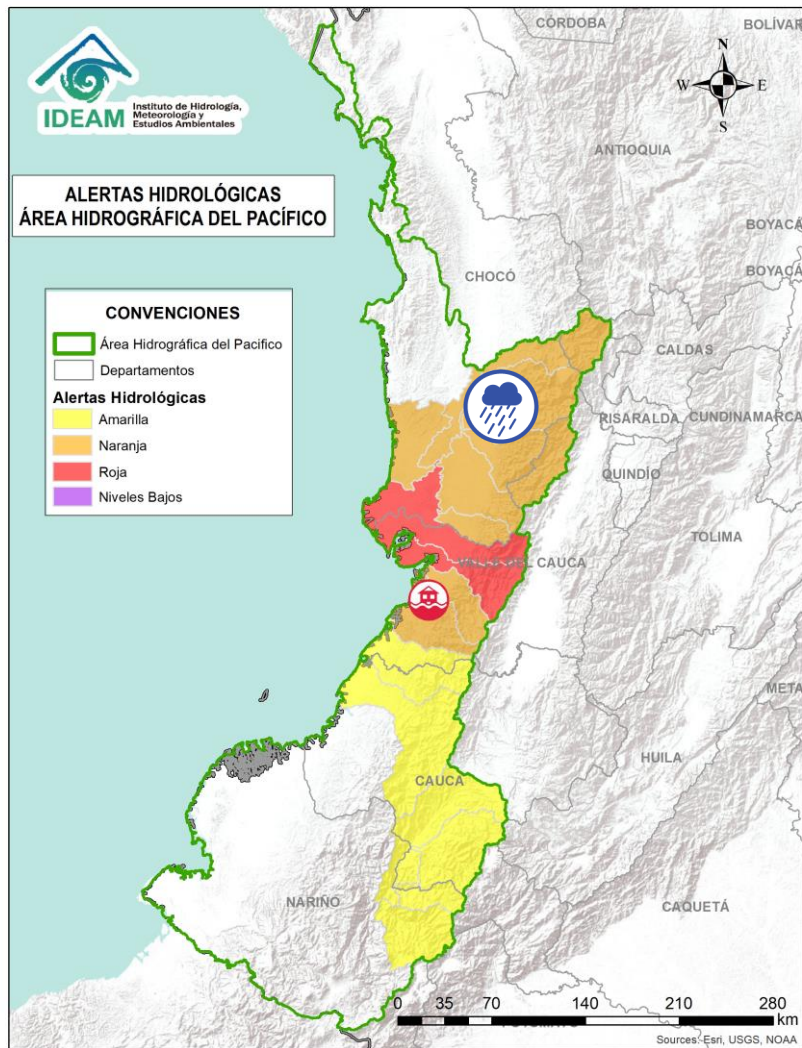 CÓRDOBA
BOLÍVAR
IDEAM
Instituto de Hidrología,
Meteorología y
Estudios Ambientales
N
W
E
S
ANTIOQUIA
ALERTAS HIDROLÓGICAS
ÁREA HIDROGRÁFICA DEL PACÍFICO
BOYACÁ
BOYACÁ
CHOCÓ
CONVENCIONES
Área Hidrográfica del Pacifico
Departamentos
Alertas Hidrológicas
Amarilla
Naranja
Roja
Niveles Bajos
CALDAS
RISARALDA
CUNDINAMARCA
QUINDÍO
TOLIMA
VALLE DEL CAUCA
META
HUILA
CAUCA
NARIÑO
CAQUETÁ
0 35 70 140 210 280
km
Sources: Esri, USGS, NOAA